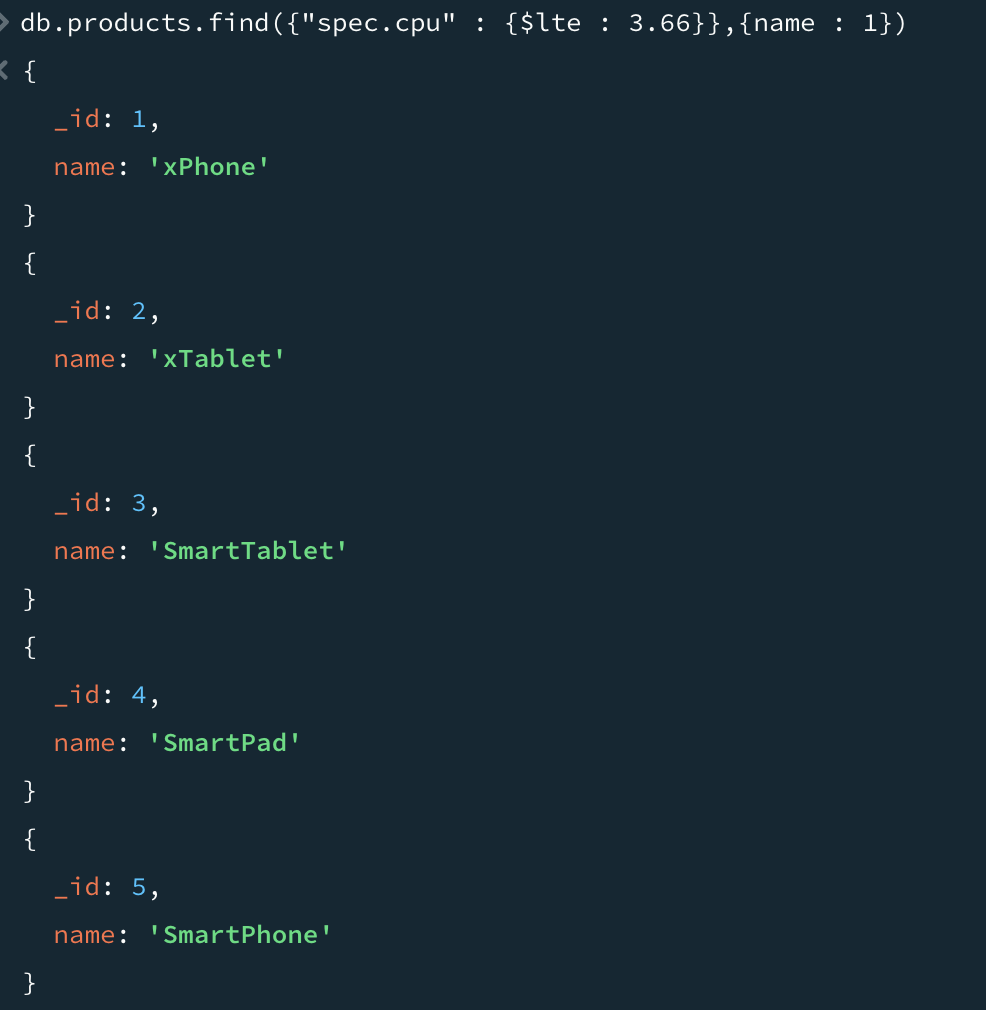 db.products.find({"spec.cpu" : {$lte : 3.66}},{name : 1})
{
_id: 1,
name: 'xPhone'
}
{
_id: 2,
name: 'xTablet'
}
{
_id: 3,
name: 'SmartTablet'
}
{
_id: 4,
name: 'SmartPad'
}
{
_id: 5,
name: 'SmartPhone'
}